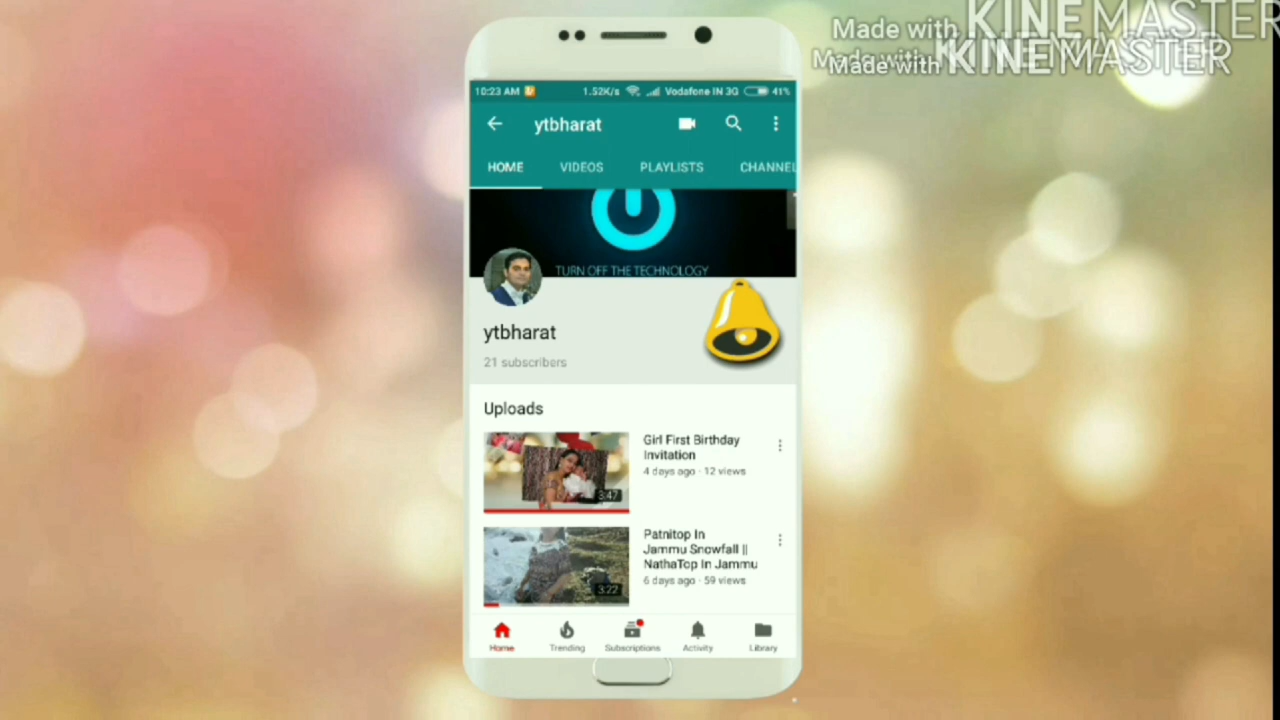 Made with KINEMASTER
Made with KINEMASTER
Made with KINEMASTER
10:23 AM 1.52K/s Vodafone IN 3G 41%
ytbharat
HOME VIDEOS PLAYLISTS CHANNEL
TURN OFF THE TECHNOLOGY
ytbharat
21 subscribers
Uploads
Girl First Birthday
Invitation
4 days ago · 12 views
3:47
Patnitop In
Jammu Snowfall ||
NathaTop In Jammu
6 days ago · 59 views
3:22
Home Trending Subscriptions Activity Library